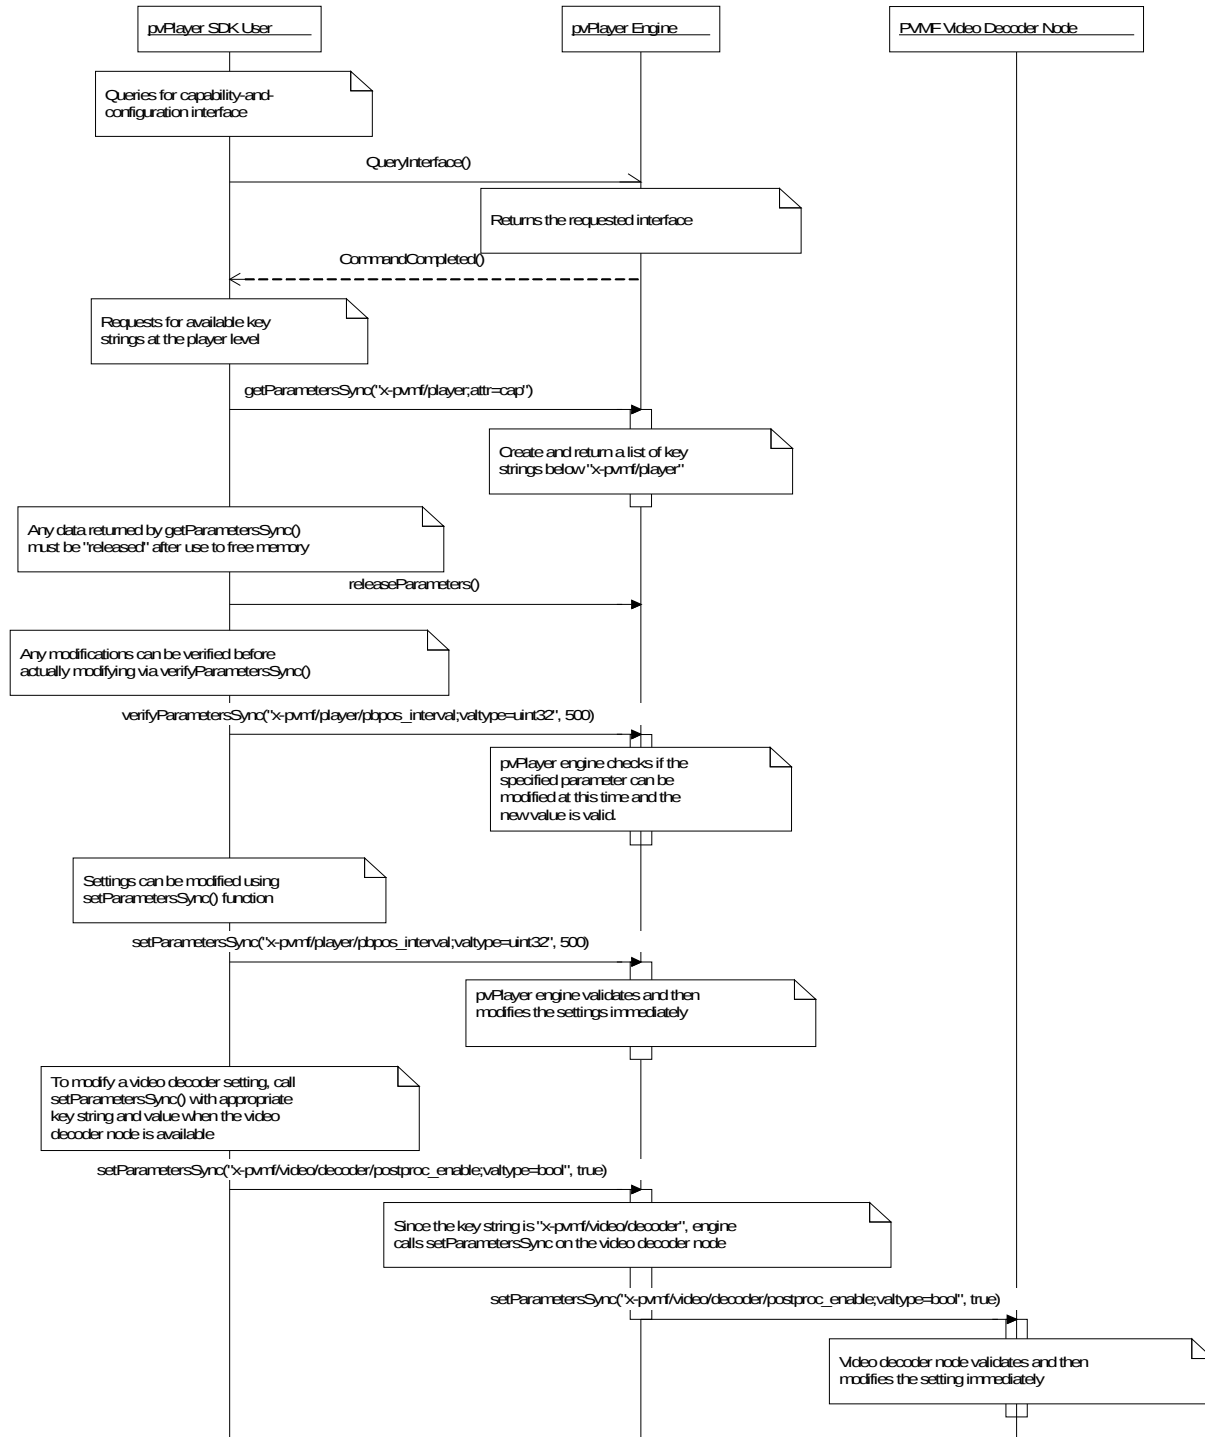 pvPlayer SDK User
pvPlayer Engine
PVMF Video Decoder Node
Queries for capability-and-
configuration interface
QueryInterface()
Returns the requested interface
CommandCompleted()
Requests for available key
strings at the player level
getParametersSync("x-pvmf/player;attr=cap")
Create and return a list of key
strings below "x-pvmf/player"
Any data returned by getParametersSync()
must be "released" after use to free memory
releaseParameters()
Any modifications can be verified before
actually modifying via verifyParametersSync()
verifyParametersSync("x-pvmf/player/pbpos_interval;valtype=uint32", 500)
pvPlayer engine checks if the
specified parameter can be
modified at this time and the
new value is valid.
Settings can be modified using
setParametersSync() function
setParametersSync("x-pvmf/player/pbpos_interval;valtype=uint32", 500)
pvPlayer engine validates and then
modifies the settings immediately
To modify a video decoder setting, call
setParametersSync() with appropriate
key string and value when the video
decoder node is available
setParametersSync("x-pvmf/video/decoder/postproc_enable;valtype=bool", true)
Since the key string is "x-pvmf/video/decoder", engine
calls setParametersSync on the video decoder node
setParametersSync("x-pvmf/video/decoder/postproc_enable;valtype=bool", true)
Video decoder node validates and then
modifies the setting immediately